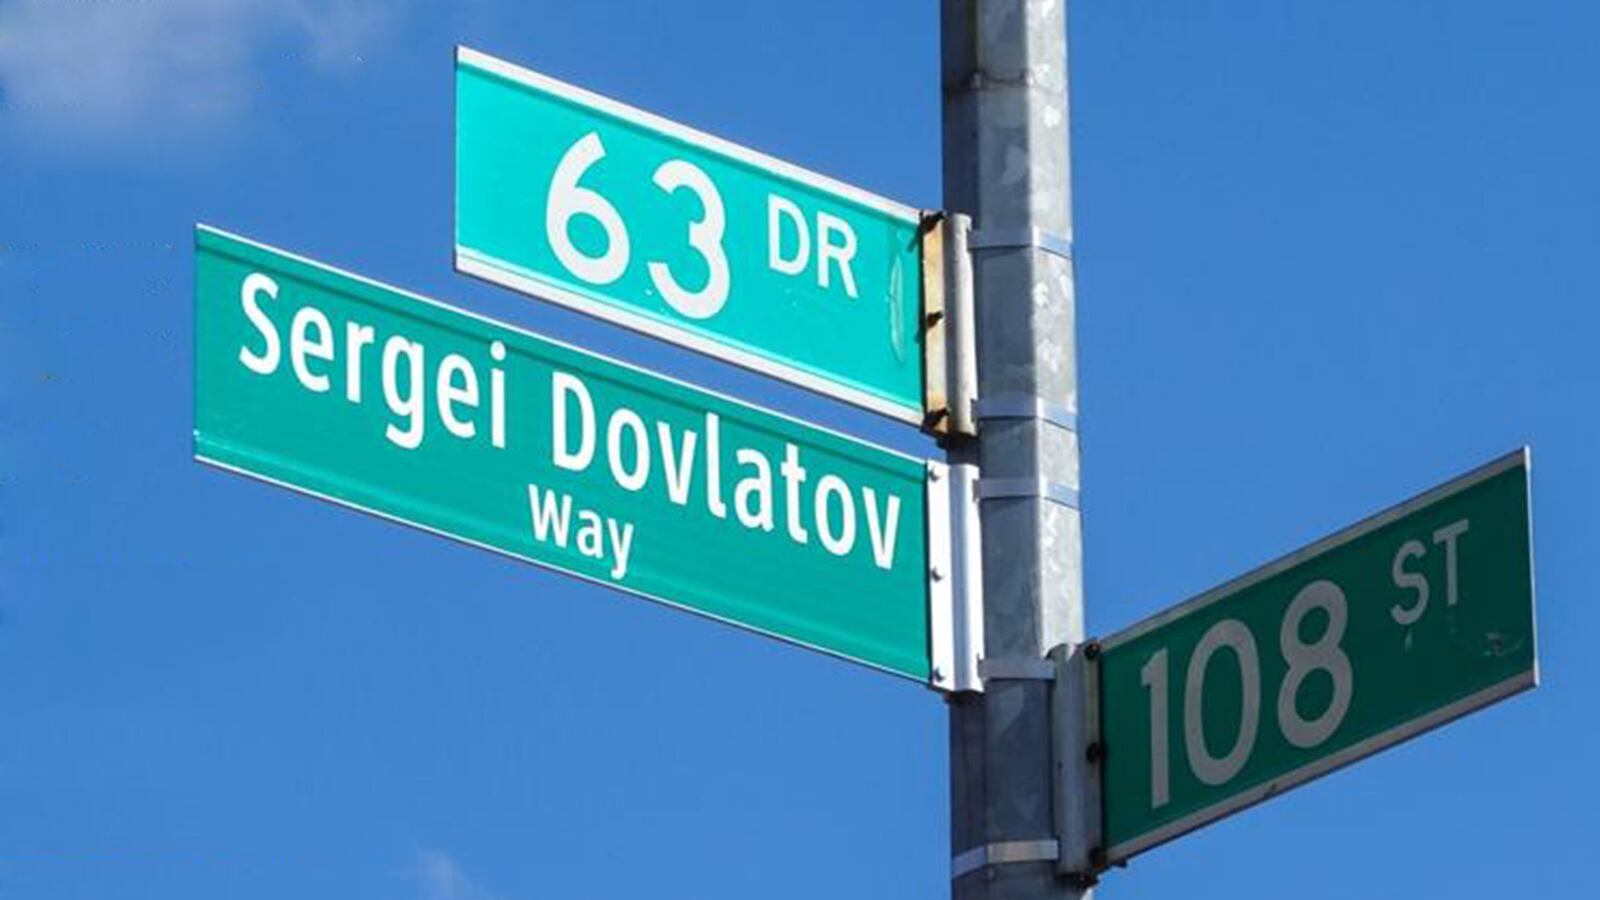 63 DR
Sergei Dovlatov
Way
108 ST